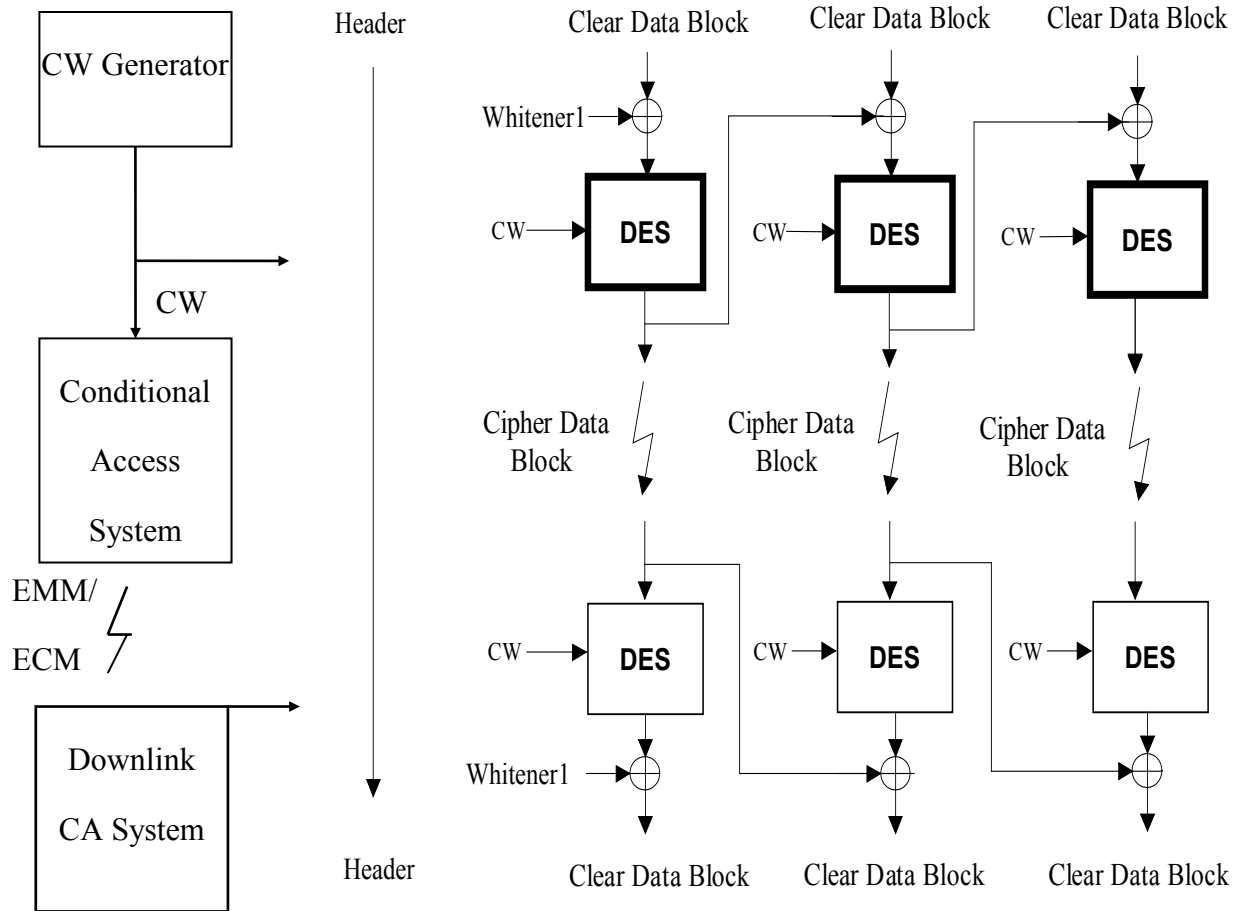 CW Generator
CW
Conditional
Access
System
EMM/
ECM
Downlink
CA System
Header
Header
Clear Data Block
Clear Data Block
Clear Data Block
Whitener1
CW
DES
CW
DES
CW
DES
Cipher Data
Block
Cipher Data
Block
Cipher Data
Block
CW
DES
CW
DES
CW
DES
Whitener1
Clear Data Block
Clear Data Block
Clear Data Block